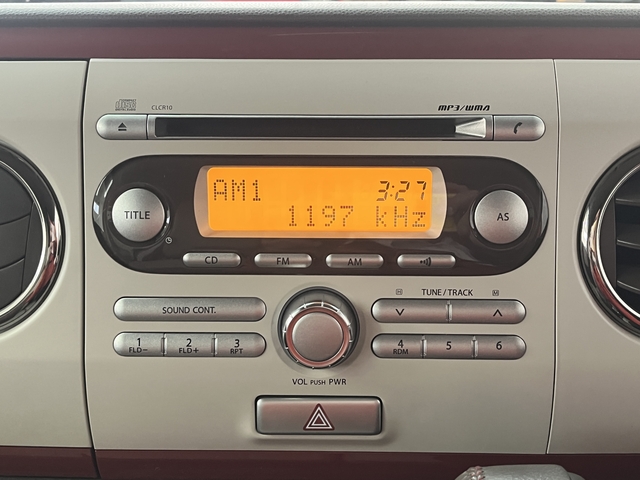 CLCR10
MP3/WMA
TITLE
AM1 3:27
1197 kHz
AS
CD FM AM
SOUND CONT.
TUNE/TRACK M
1 2 3
FLD− FLD+ RPT
4 5 6
RDM
VOL PUSH PWR